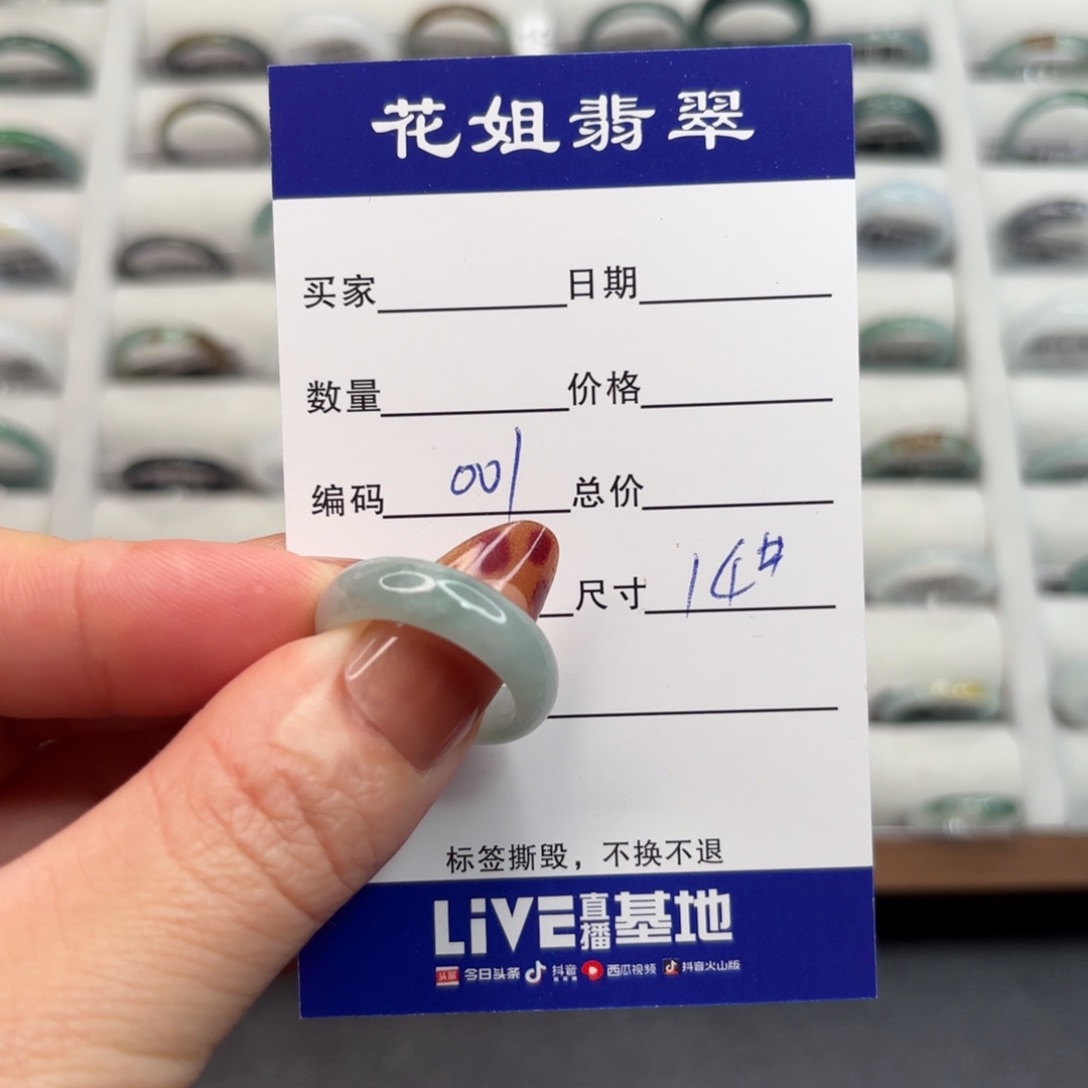 花姐翡翠
买家 日期
数量 价格
编码 001 总价
尺寸 14#
标签撕毁，不换不退
LiVE直播基地
头条 今日头条 抖音 西瓜视频 抖音火山版